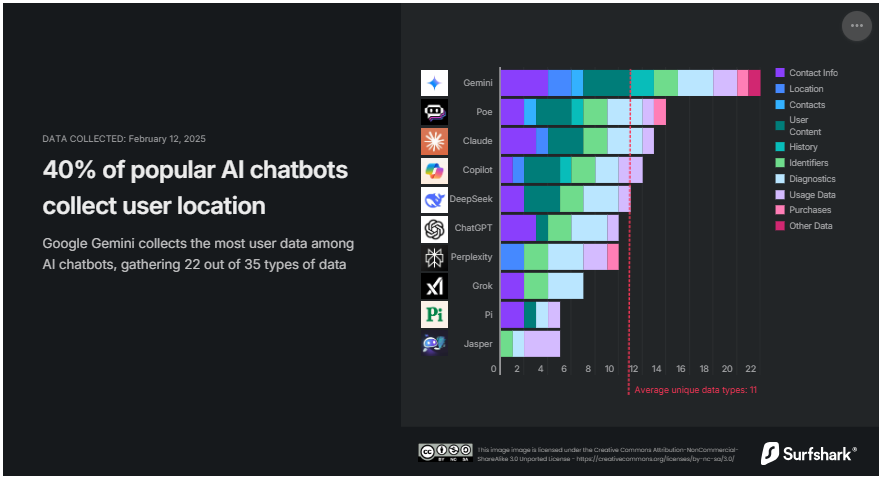 DATA COLLECTED: February 12, 2025
40% of popular AI chatbots
collect user location
Google Gemini collects the most user data among
AI chatbots, gathering 22 out of 35 types of data
Gemini
Poe
Claude
Copilot
DeepSeek
ChatGPT
Perplexity
Grok
Pi
Pi
Jasper
0 2 4 6 8 10 12 14 16 18 20 22
Average unique data types: 11
Contact Info
Location
Contacts
User
Content
History
Identifiers
Diagnostics
Usage Data
Purchases
Other Data
cc BY NC SA
This image image is licensed under the Creative Commons Attribution-NonCommercial-
ShareAlike 3.0 Unported License - https://creativecommons.org/licenses/by-nc-sa/3.0/
Surfshark®